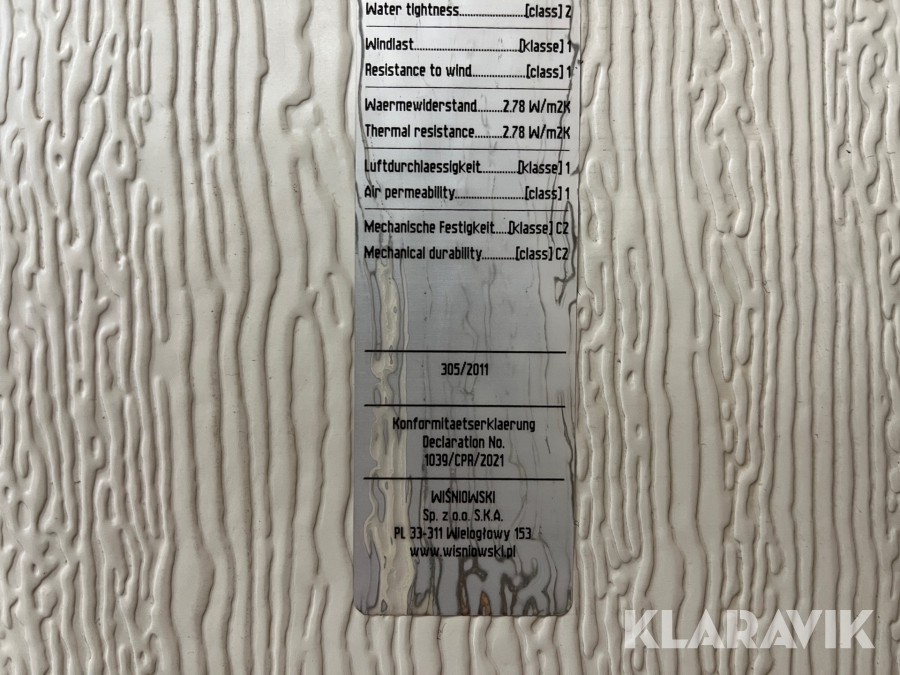 Water tightness........................[class] 2
Windlast..........................[klasse] 1
Resistance to wind.............[class] 1
Waermewiderstand.........2.78 W/m2K
Thermal resistance..........2.78 W/m2K
Luftdurchlaessigkeit.........[klasse] 1
Air permeability..................[class] 1
Mechanische Festigkeit....[klasse] C2
Mechanical durability.........[class] C2
305/2011
Konformitaetserklaerung
Declaration No.
1039/CPR/2021
WIŚNIOWSKI
Sp. z o.o. S.K.A.
PL 33-311 Wielogłowy 153
www.wisniowski.pl
KLARAVIK